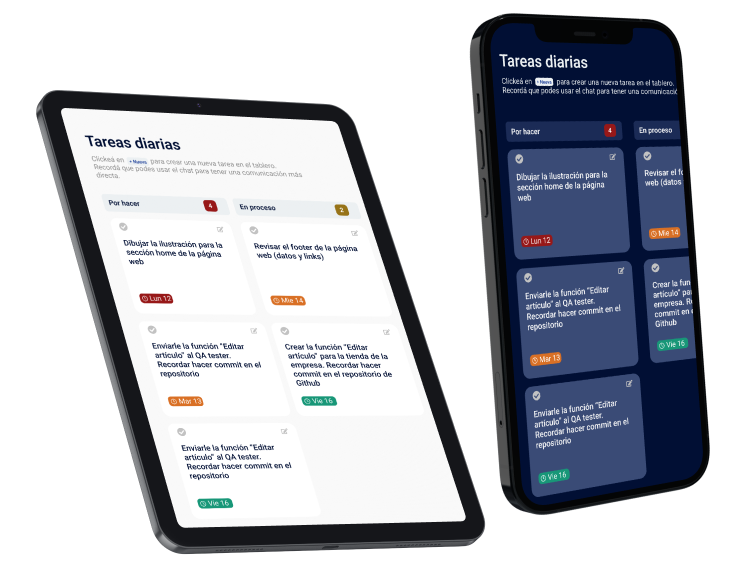 Tareas diarias
Clickeá en + Nueva para crear una nueva tarea en el tablero.
Recordá que podes usar el chat para tener una comunicación más
directa.
Por hacer 4
En proceso 2
Dibujar la ilustración para la
sección home de la página
web
Lun 12
Revisar el footer de la página
web (datos y links)
Mie 14
Enviarle la función "Editar
artículo" al QA tester.
Recordar hacer commit en el
repositorio
Mar 13
Crear la función "Editar
artículo" para la tienda de la
empresa. Recordar hacer
commit en el repositorio de
Github
Vie 16
Enviarle la función "Editar
artículo" al QA tester.
Recordar hacer commit en el
repositorio
Vie 16
Tareas diarias
Clickeá en + Nueva para crear una nueva tarea en el tablero.
Recordá que podes usar el chat para tener una comunicació
Por hacer 4
En proceso
Dibujar la ilustración para la
sección home de la página
web
Lun 12
Revisar el fo
web (datos
Mie 14
Enviarle la función "Editar
artículo" al QA tester.
Recordar hacer commit en el
repositorio
Mar 13
Crear la fun
artículo" pa
empresa. R
commit en e
Github
Vie 16
Enviarle la función "Editar
artículo" al QA tester.
Recordar hacer commit en el
repositorio
Vie 16